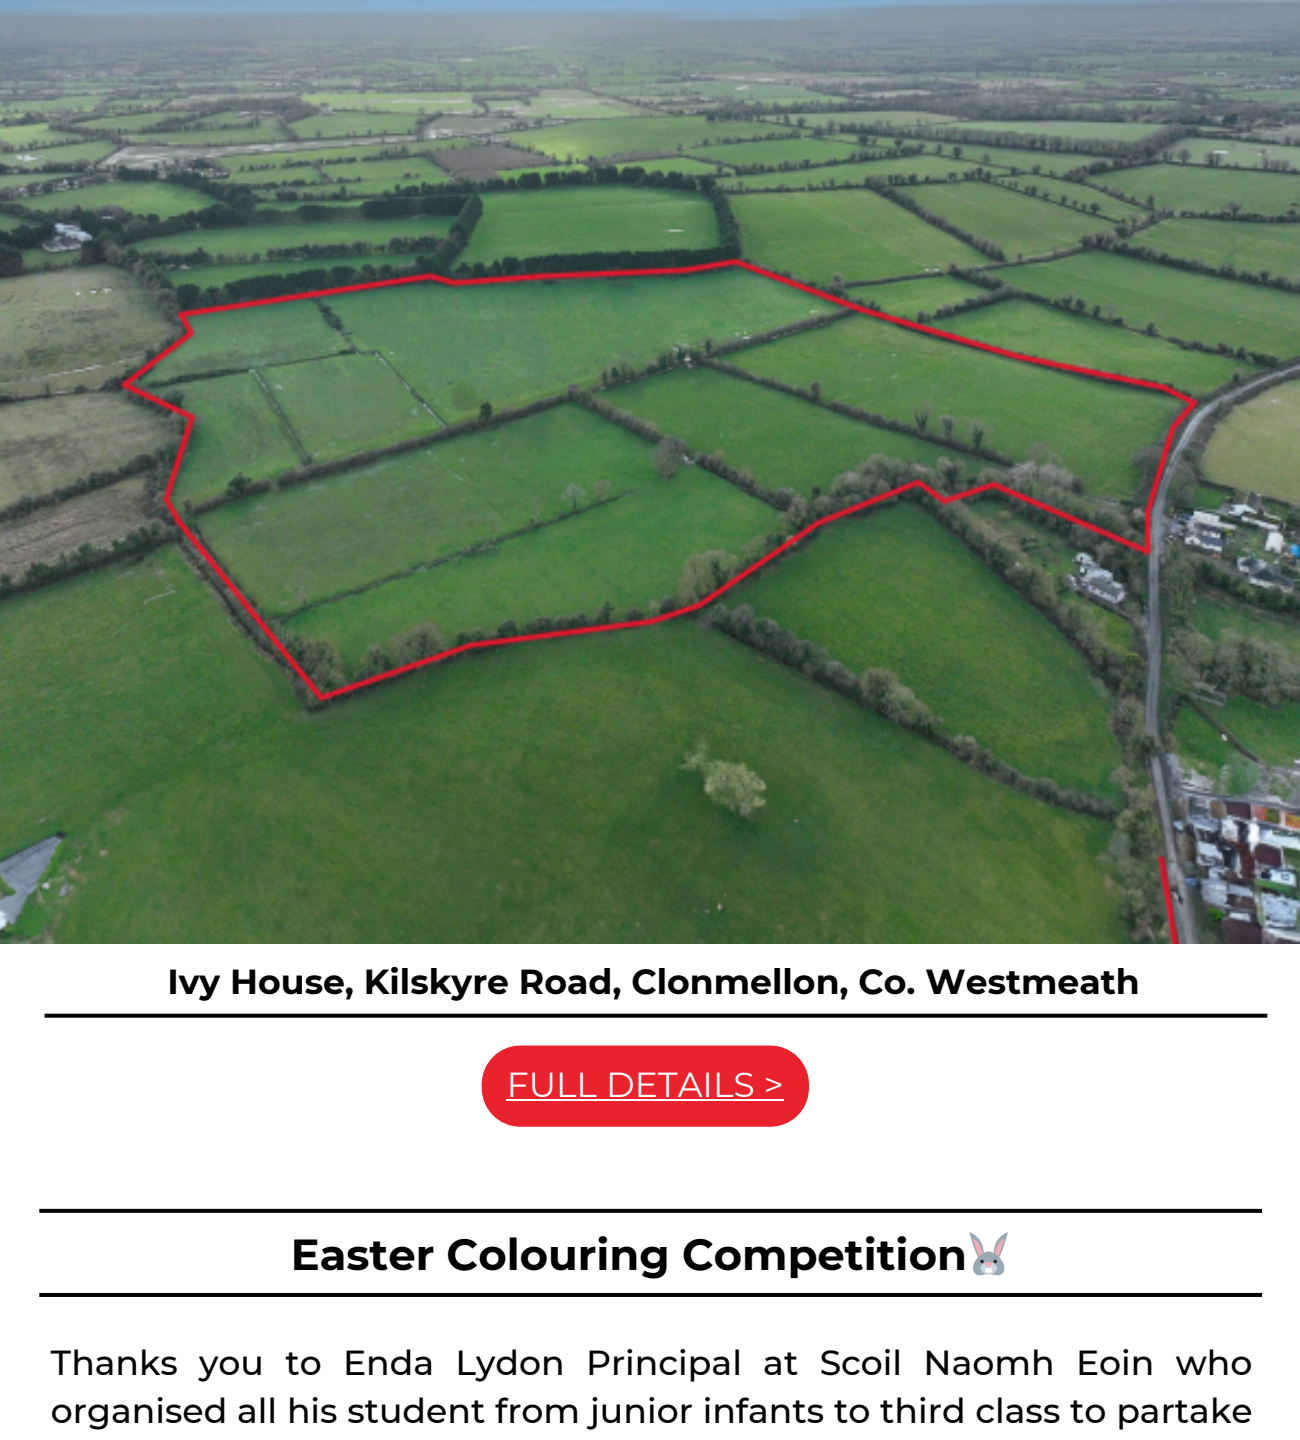 Ivy House, Kilskyre Road, Clonmellon, Co. Westmeath
FULL DETAILS >
Easter Colouring Competition🐰
Thanks you to Enda Lydon Principal at Scoil Naomh Eoin who
organised all his student from junior infants to third class to partake